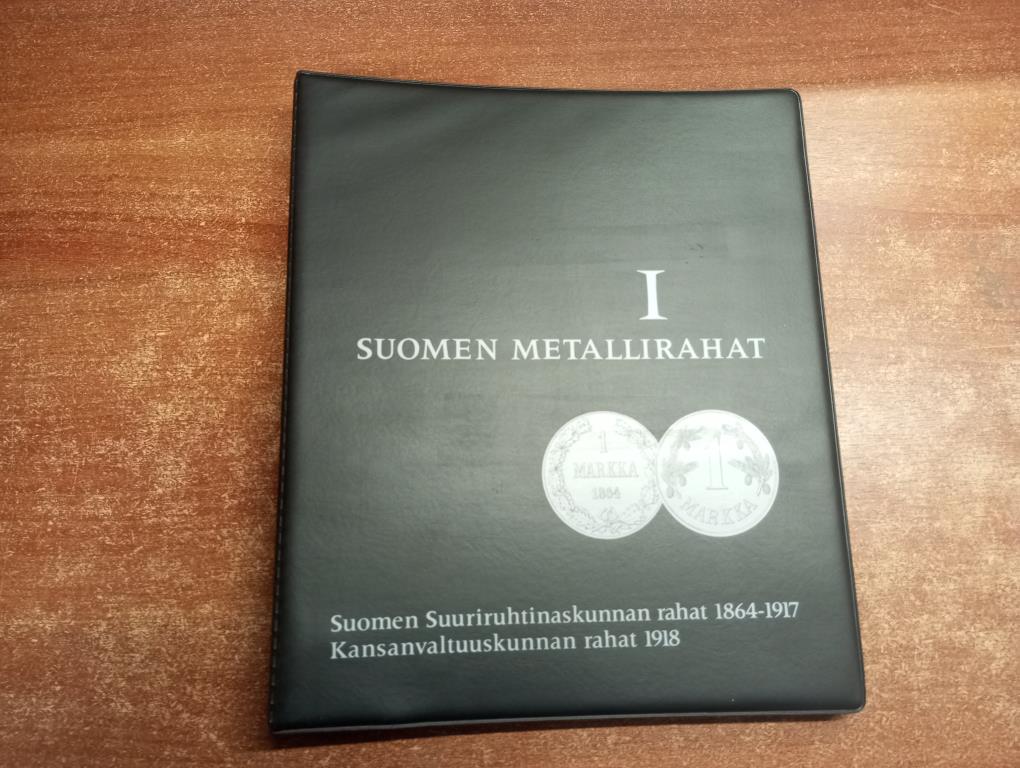 I
SUOMEN METALLIRAHAT
1
MARKKA
1864
1
MARKKA
Suomen Suuriruhtinaskunnan rahat 1864-1917
Kansanvaltuuskunnan rahat 1918